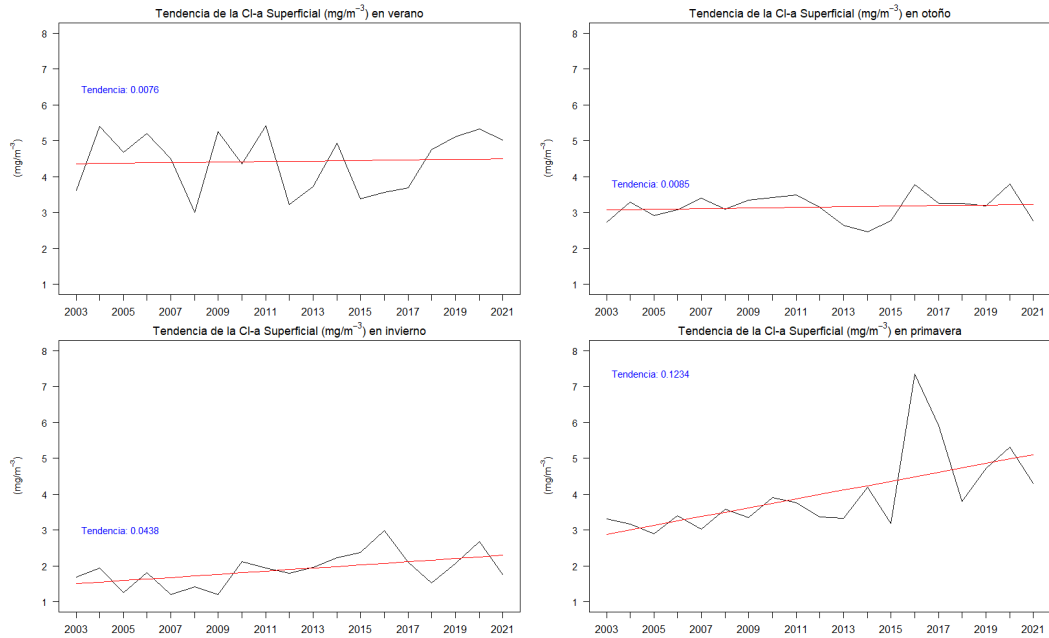 Tendencia de la Cl-a Superficial (mg/m⁻³) en verano
8
7
6
5
4
3
2
1
(mg/m⁻³)
Tendencia: 0.0076
2003 2005 2007 2009 2011 2013 2015 2017 2019 2021
Tendencia de la Cl-a Superficial (mg/m⁻³) en otoño
8
7
6
5
4
3
2
1
(mg/m⁻³)
Tendencia: 0.0085
2003 2005 2007 2009 2011 2013 2015 2017 2019 2021
Tendencia de la Cl-a Superficial (mg/m⁻³) en invierno
8
7
6
5
4
3
2
1
(mg/m⁻³)
Tendencia: 0.0438
2003 2005 2007 2009 2011 2013 2015 2017 2019 2021
Tendencia de la Cl-a Superficial (mg/m⁻³) en primavera
8
7
6
5
4
3
2
1
(mg/m⁻³)
Tendencia: 0.1234
2003 2005 2007 2009 2011 2013 2015 2017 2019 2021